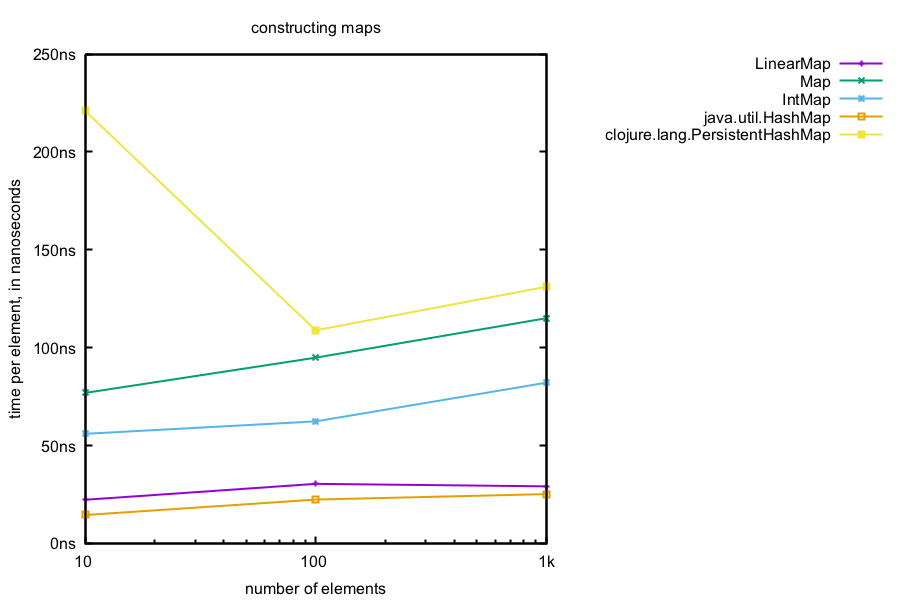 constructing maps
250ns
200ns
150ns
100ns
50ns
0ns
10
100
1k
time per element, in nanoseconds
number of elements
LinearMap
Map
IntMap
java.util.HashMap
clojure.lang.PersistentHashMap